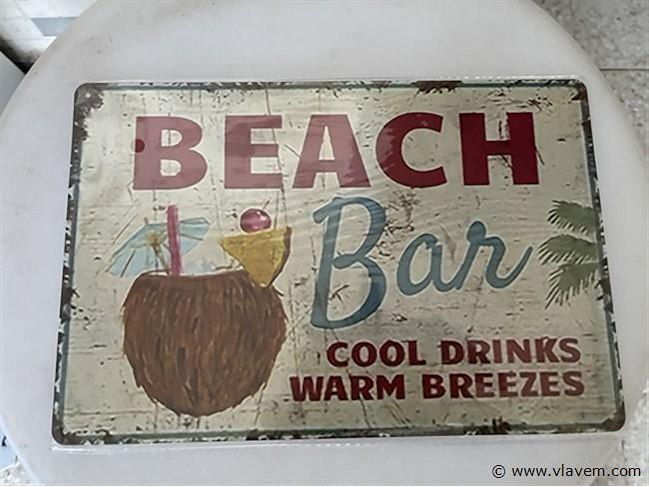 BEACH
Bar
COOL DRINKS
WARM BREEZES
© www.vlavem.com